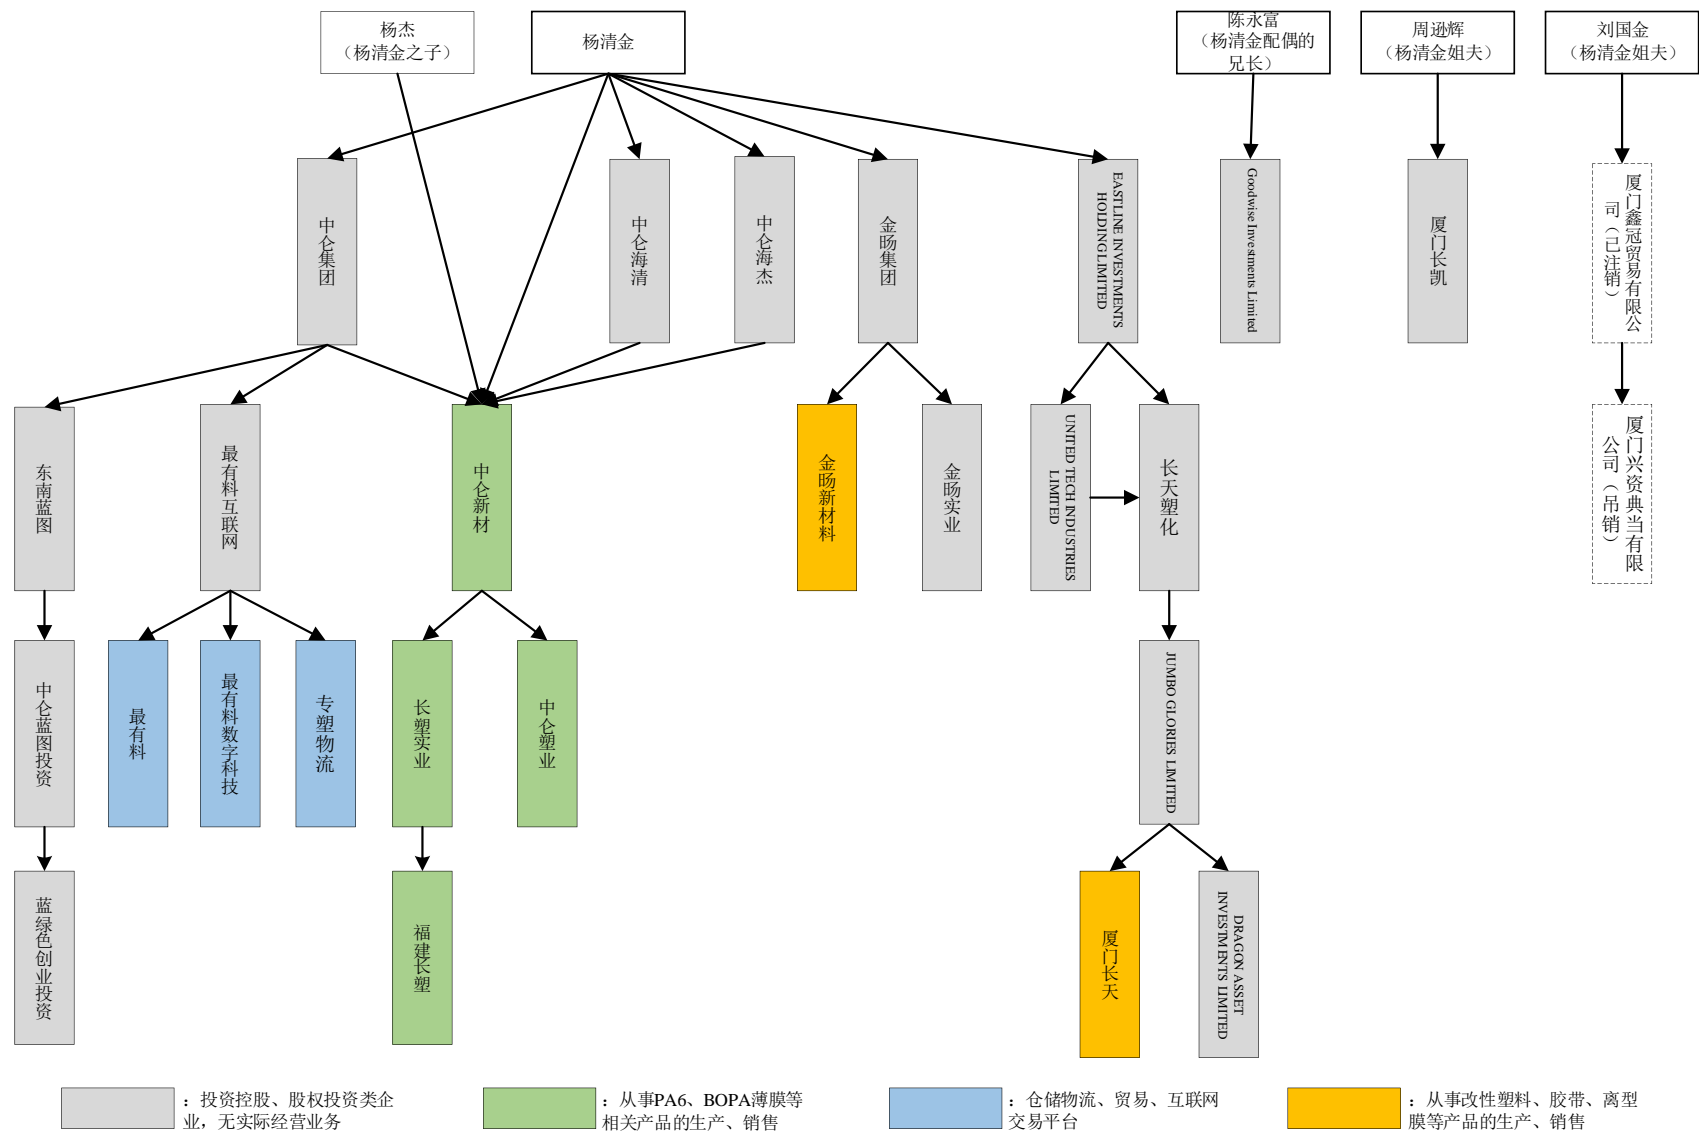 杨杰
（杨清金之子）
杨清金
陈永富
（杨清金配偶的
兄长）
周逊辉
（杨清金姐夫）
刘国金
（杨清金姐夫）
中仑集团
中仑海清
中仑海杰
金旸集团
EASTLINE INVESTMENTS
HOLDING LIMITED
Goodwise Investments Limited
厦门长凯
厦门鑫冠贸易有限公
司（已注销）
东南蓝图
最有料互联网
中仑新材
金旸新材料
金旸实业
UNITED TECH INDUSTRIES
LIMITED
长天塑化
厦门兴资典当有限
公司（吊销）
中仑蓝图投资
最有料
最有料数字科技
专塑物流
长塑实业
中仑塑业
JUMBO GLORIES LIMITED
蓝绿色创业投资
福建长塑
厦门长天
DRAGON ASSET
INVESTMENTS LIMITED
：投资控股、股权投资类企
业，无实际经营业务
：从事PA6、BOPA薄膜等
相关产品的生产、销售
：仓储物流、贸易、互联网
交易平台
：从事改性塑料、胶带、离型
膜等产品的生产、销售